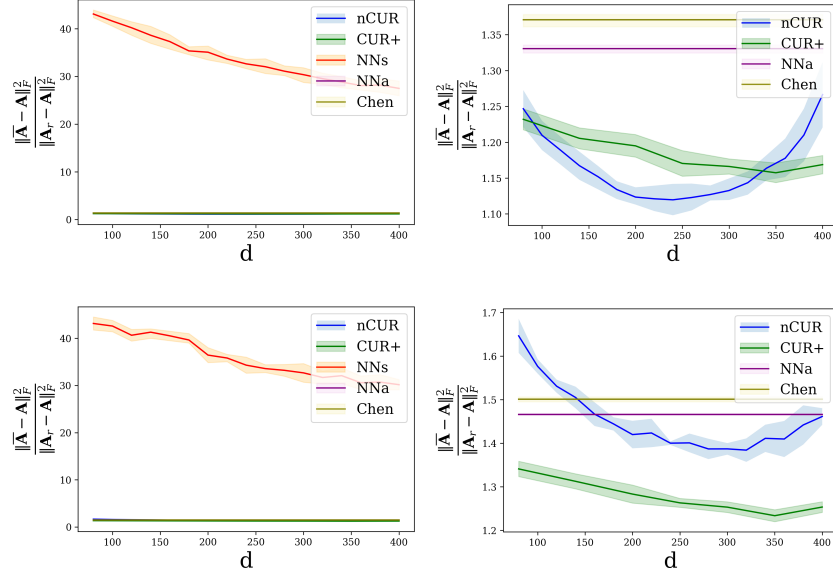 40
30
20
10
0
100
150
200
250
300
350
400
d
‖A̅ − A‖²_F
‖A_r − A‖²_F
nCUR
CUR+
NNs
NNa
Chen
1.35
1.30
1.25
1.20
1.15
1.10
100
150
200
250
300
350
400
d
‖A̅ − A‖²_F
‖A_r − A‖²_F
nCUR
CUR+
NNa
Chen
40
30
20
10
0
100
150
200
250
300
350
400
d
‖A̅ − A‖²_F
‖A_r − A‖²_F
nCUR
CUR+
NNs
NNa
Chen
1.7
1.6
1.5
1.4
1.3
1.2
100
150
200
250
300
350
400
d
‖A̅ − A‖²_F
‖A_r − A‖²_F
nCUR
CUR+
NNa
Chen